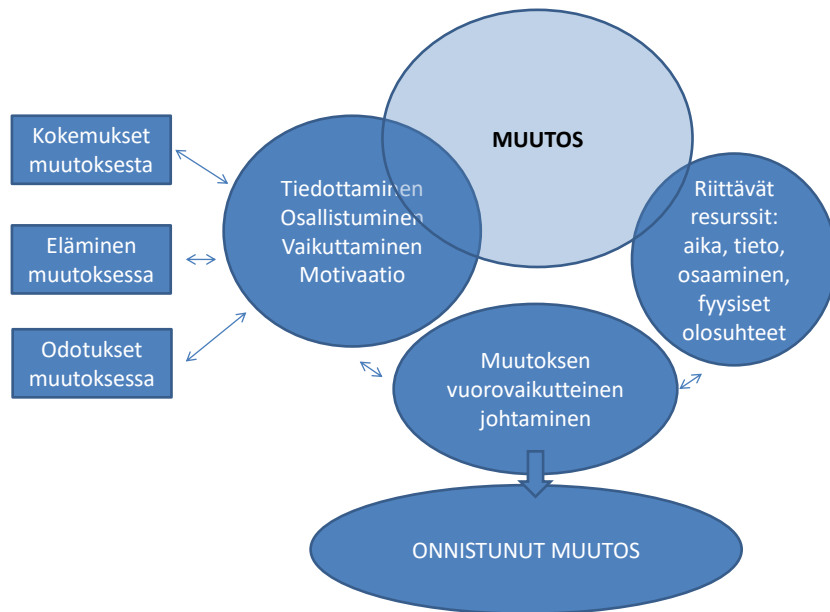 MUUTOS
Kokemukset
muutoksesta
Eläminen
muutoksessa
Odotukset
muutoksessa
Tiedottaminen
Osallistuminen
Vaikuttaminen
Motivaatio
Riittävät
resurssit:
aika, tieto,
osaaminen,
fyysiset
olosuhteet
Muutoksen
vuorovaikutteinen
johtaminen
ONNISTUNUT MUUTOS